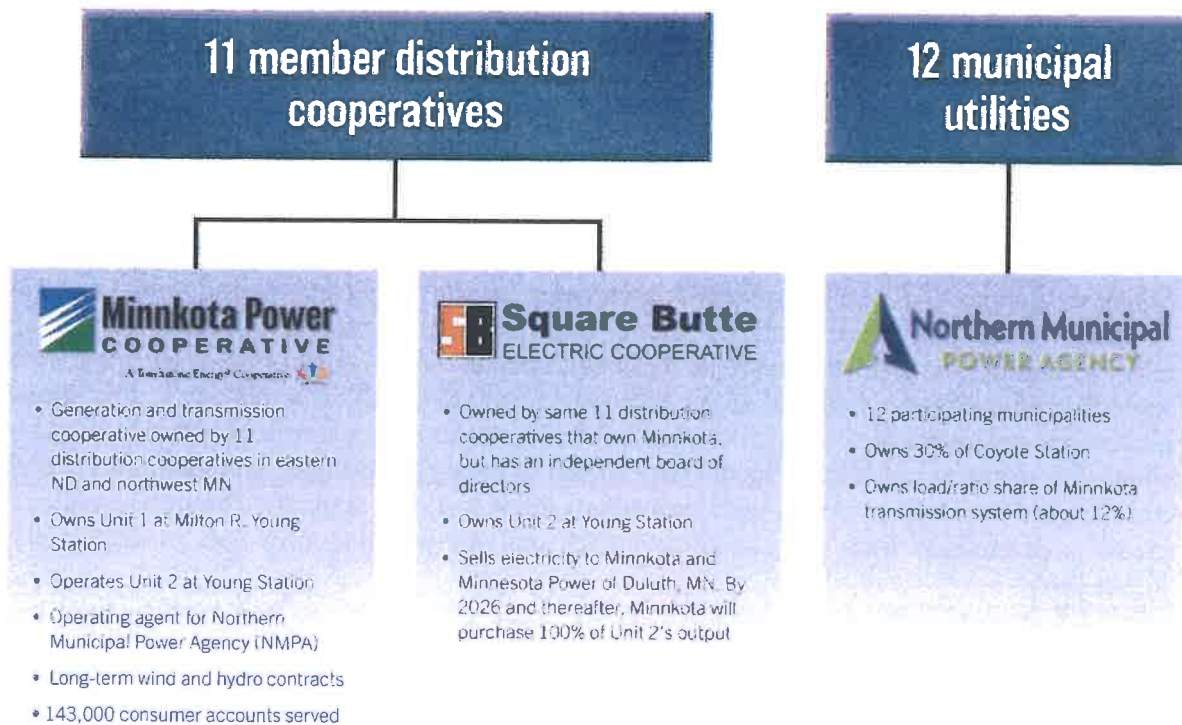 11 member distribution
cooperatives
12 municipal
utilities
Minnkota Power
COOPERATIVE
A Touchstone Energy® Cooperative
• Generation and transmission
cooperative owned by 11
distribution cooperatives in eastern
ND and northwest MN
• Owns Unit 1 at Milton R. Young
Station
• Operates Unit 2 at Young Station
• Operating agent for Northern
Municipal Power Agency (NMPA)
• Long-term wind and hydro contracts
• 143,000 consumer accounts served
SB
Square Butte
ELECTRIC COOPERATIVE
• Owned by same 11 distribution
cooperatives that own Minnkota,
but has an independent board of
directors
• Owns Unit 2 at Young Station
• Sells electricity to Minnkota and
Minnesota Power of Duluth, MN. By
2026 and thereafter, Minnkota will
purchase 100% of Unit 2's output
Northern Municipal
POWER AGENCY
• 12 participating municipalities
• Owns 30% of Coyote Station
• Owns load/ratio share of Minnkota
transmission system (about 12%)